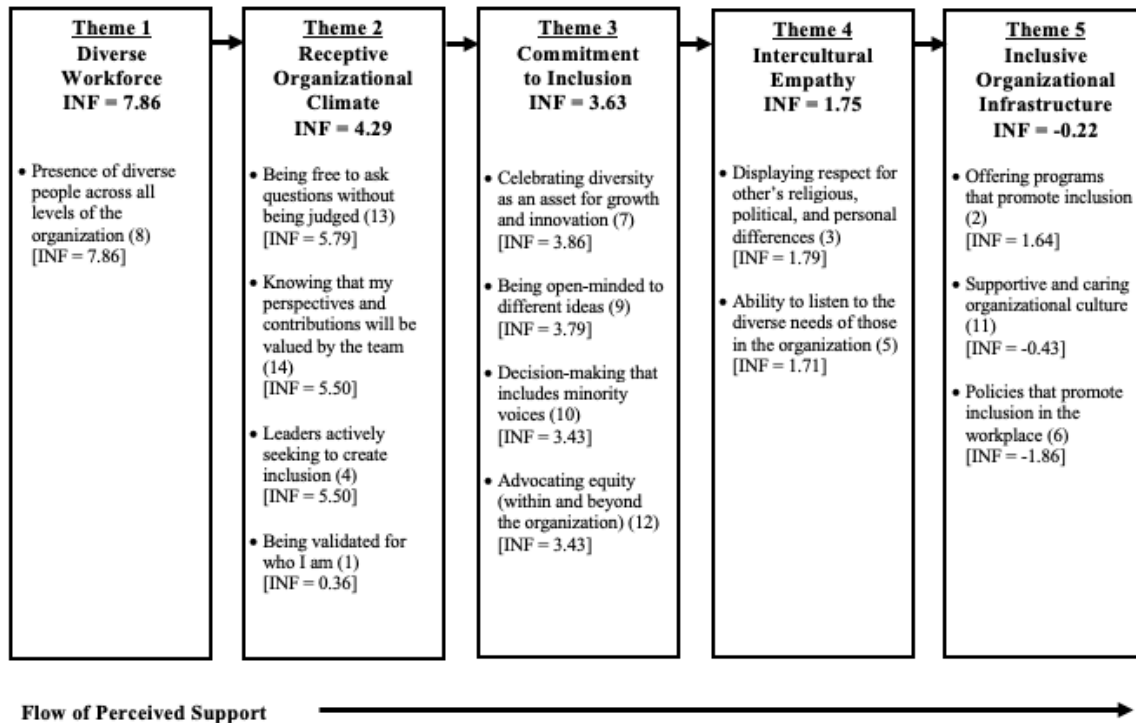 Theme 1
Diverse
Workforce
INF = 7.86
• Presence of diverse
people across all
levels of the
organization (8)
[INF = 7.86]
Theme 2
Receptive
Organizational
Climate
INF = 4.29
• Being free to ask
questions without
being judged (13)
[INF = 5.79]
• Knowing that my
perspectives and
contributions will be
valued by the team
(14)
[INF = 5.50]
• Leaders actively
seeking to create
inclusion (4)
[INF = 5.50]
• Being validated for
who I am (1)
[INF = 0.36]
Theme 3
Commitment
to Inclusion
INF = 3.63
• Celebrating diversity
as an asset for growth
and innovation (7)
[INF = 3.86]
• Being open-minded to
different ideas (9)
[INF = 3.79]
• Decision-making that
includes minority
voices (10)
[INF = 3.43]
• Advocating equity
(within and beyond
the organization) (12)
[INF = 3.43]
Theme 4
Intercultural
Empathy
INF = 1.75
• Displaying respect for
other's religious,
political, and personal
differences (3)
[INF = 1.79]
• Ability to listen to the
diverse needs of those
in the organization (5)
[INF = 1.71]
Theme 5
Inclusive
Organizational
Infrastructure
INF = -0.22
• Offering programs
that promote inclusion
(2)
[INF = 1.64]
• Supportive and caring
organizational culture
(11)
[INF = -0.43]
• Policies that promote
inclusion in the
workplace (6)
[INF = -1.86]
Flow of Perceived Support